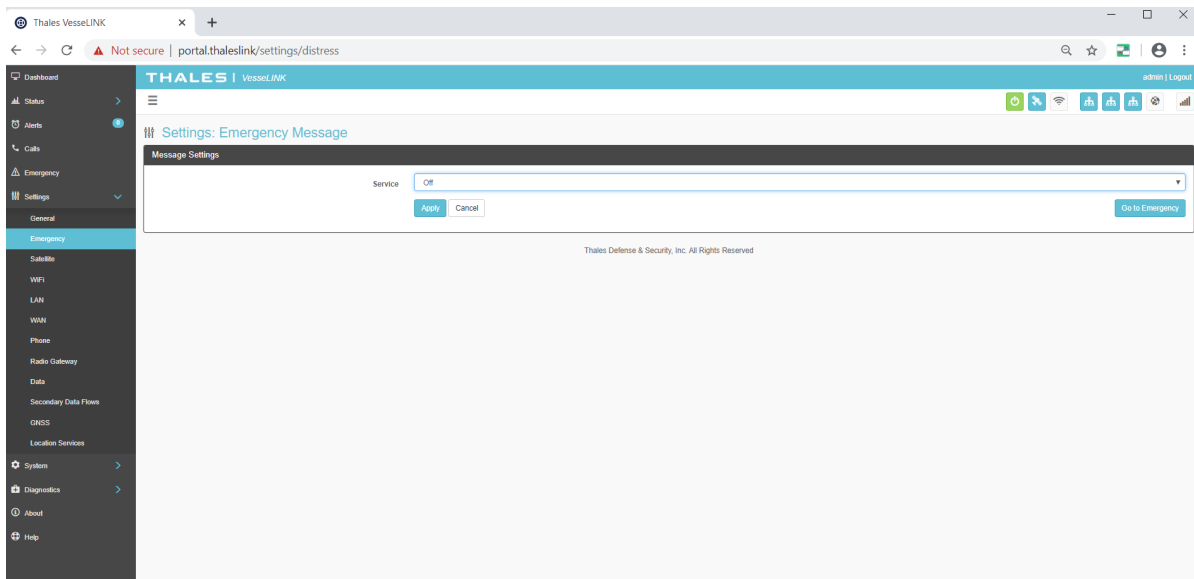 Thales VesseLINK
Not secure | portal.thaleslink/settings/distress
THALES | VesseLINK
admin | Logout
Dashboard
Status
Alerts 0
Calls
Emergency
Settings
General
Emergency
Satellite
WiFi
LAN
WAN
Phone
Radio Gateway
Data
Secondary Data Flows
GNSS
Location Services
System
Diagnostics
About
Help
Settings: Emergency Message
Message Settings
Service Off
Apply Cancel Go to Emergency
Thales Defense & Security, Inc. All Rights Reserved